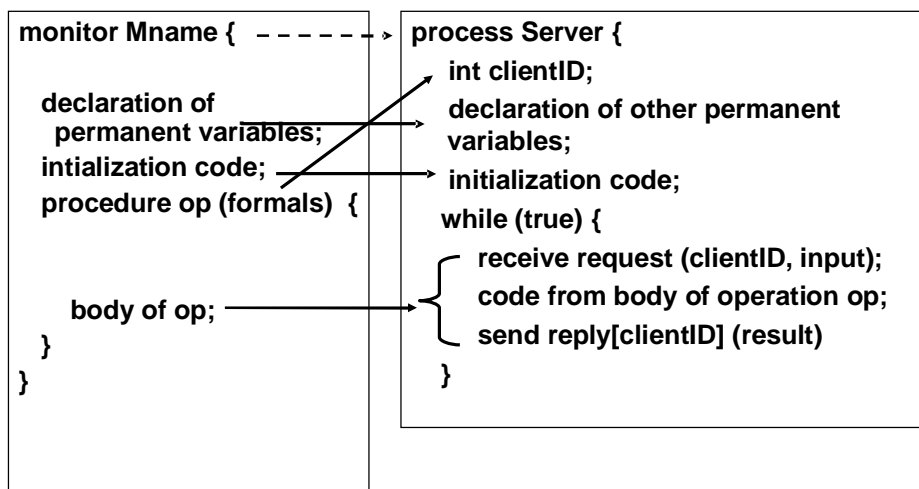 monitor Mname {
declaration of
permanent variables;
intialization code;
procedure op (formals) {
body of op;
}
}
process Server {
int clientID;
declaration of other permanent
variables;
initialization code;
while (true) {
receive request (clientID, input);
code from body of operation op;
send reply[clientID] (result)
}